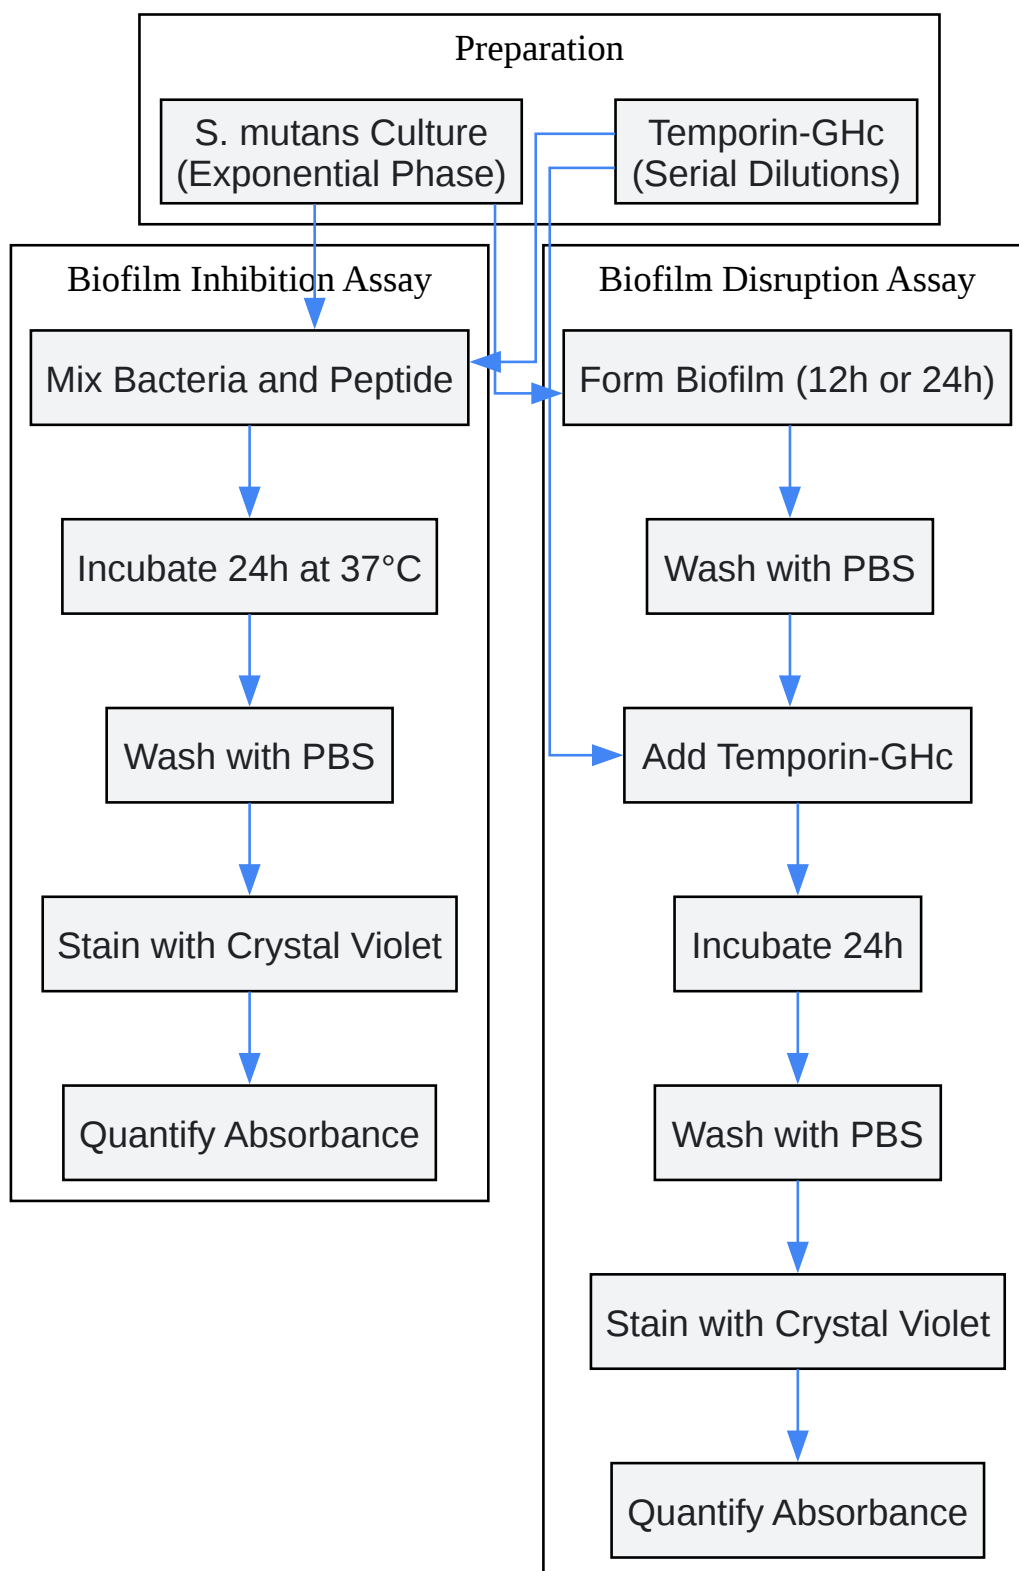 Preparation
S. mutans Culture
(Exponential Phase)
Temporin-GHc
(Serial Dilutions)
Biofilm Inhibition Assay
Mix Bacteria and Peptide
Incubate 24h at 37°C
Wash with PBS
Stain with Crystal Violet
Quantify Absorbance
Biofilm Disruption Assay
Form Biofilm (12h or 24h)
Wash with PBS
Add Temporin-GHc
Incubate 24h
Wash with PBS
Stain with Crystal Violet
Quantify Absorbance